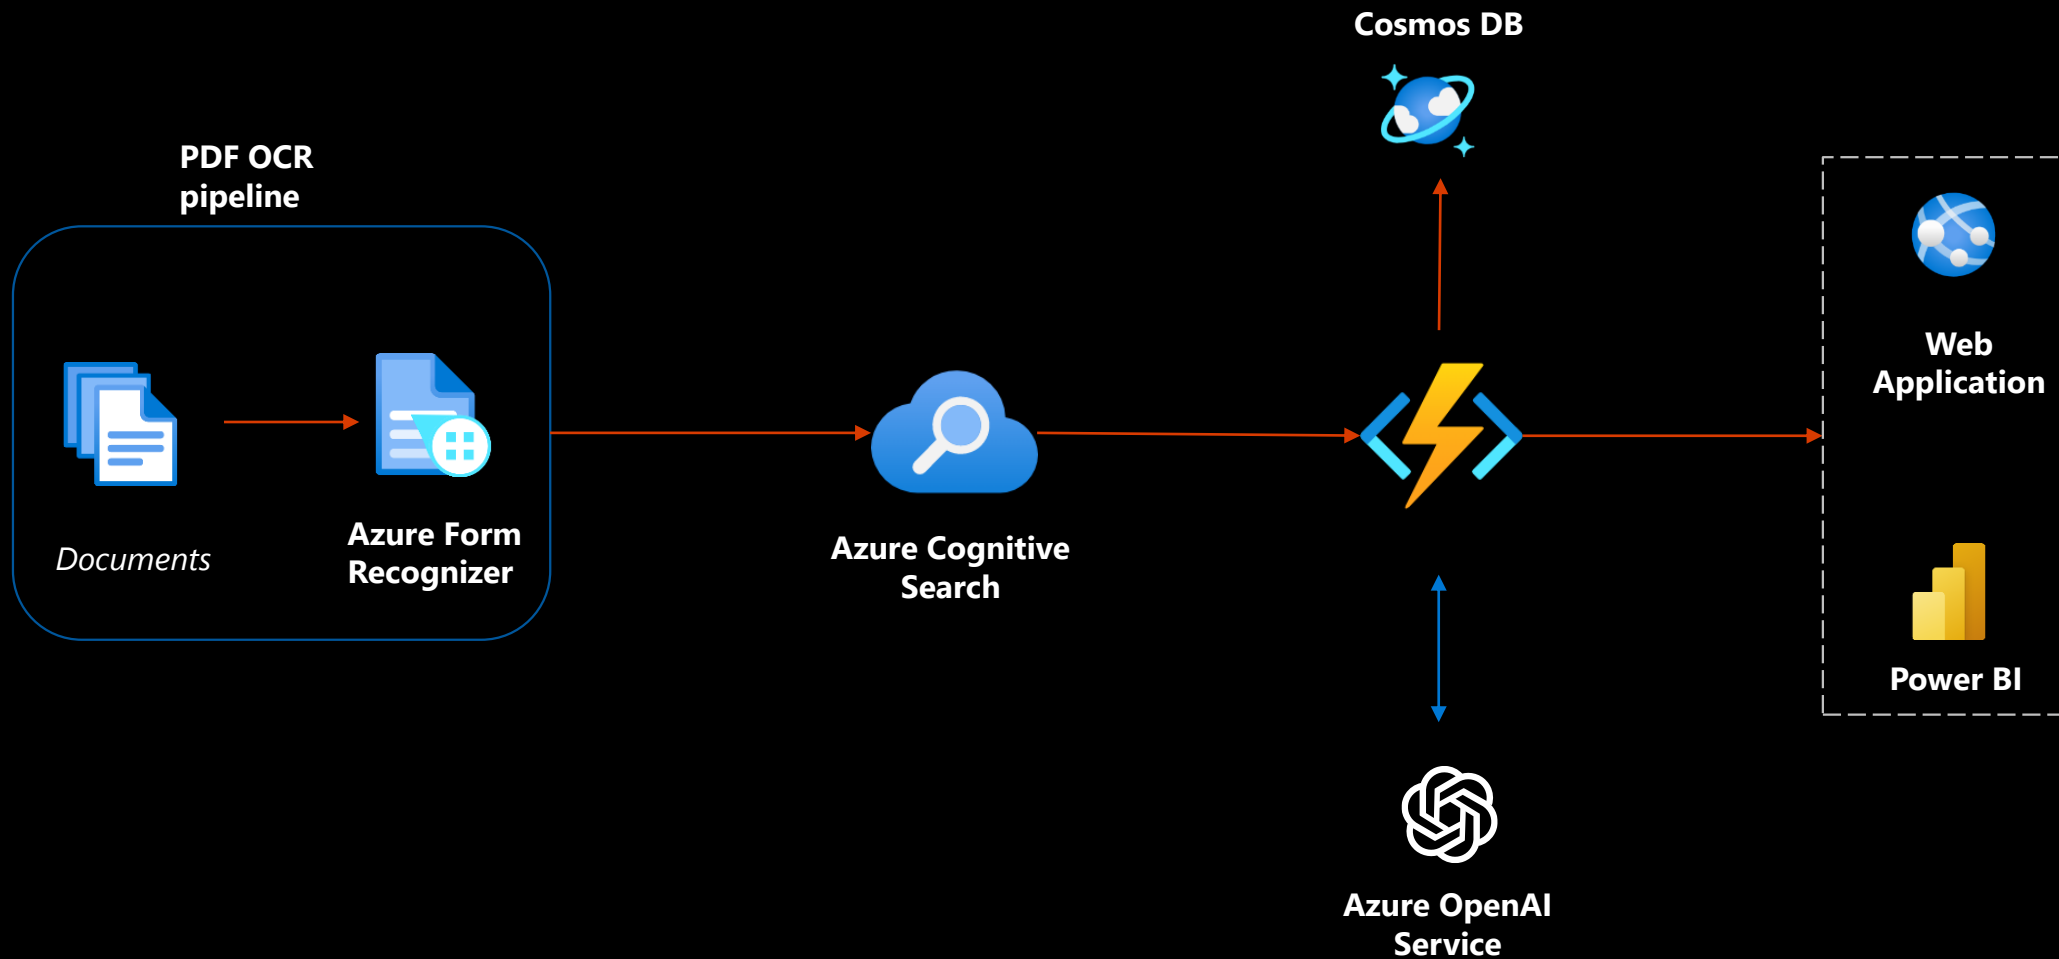 Cosmos DB
PDF OCR
pipeline
Documents
Azure Form
Recognizer
Azure Cognitive
Search
Web
Application
Power BI
Azure OpenAI
Service